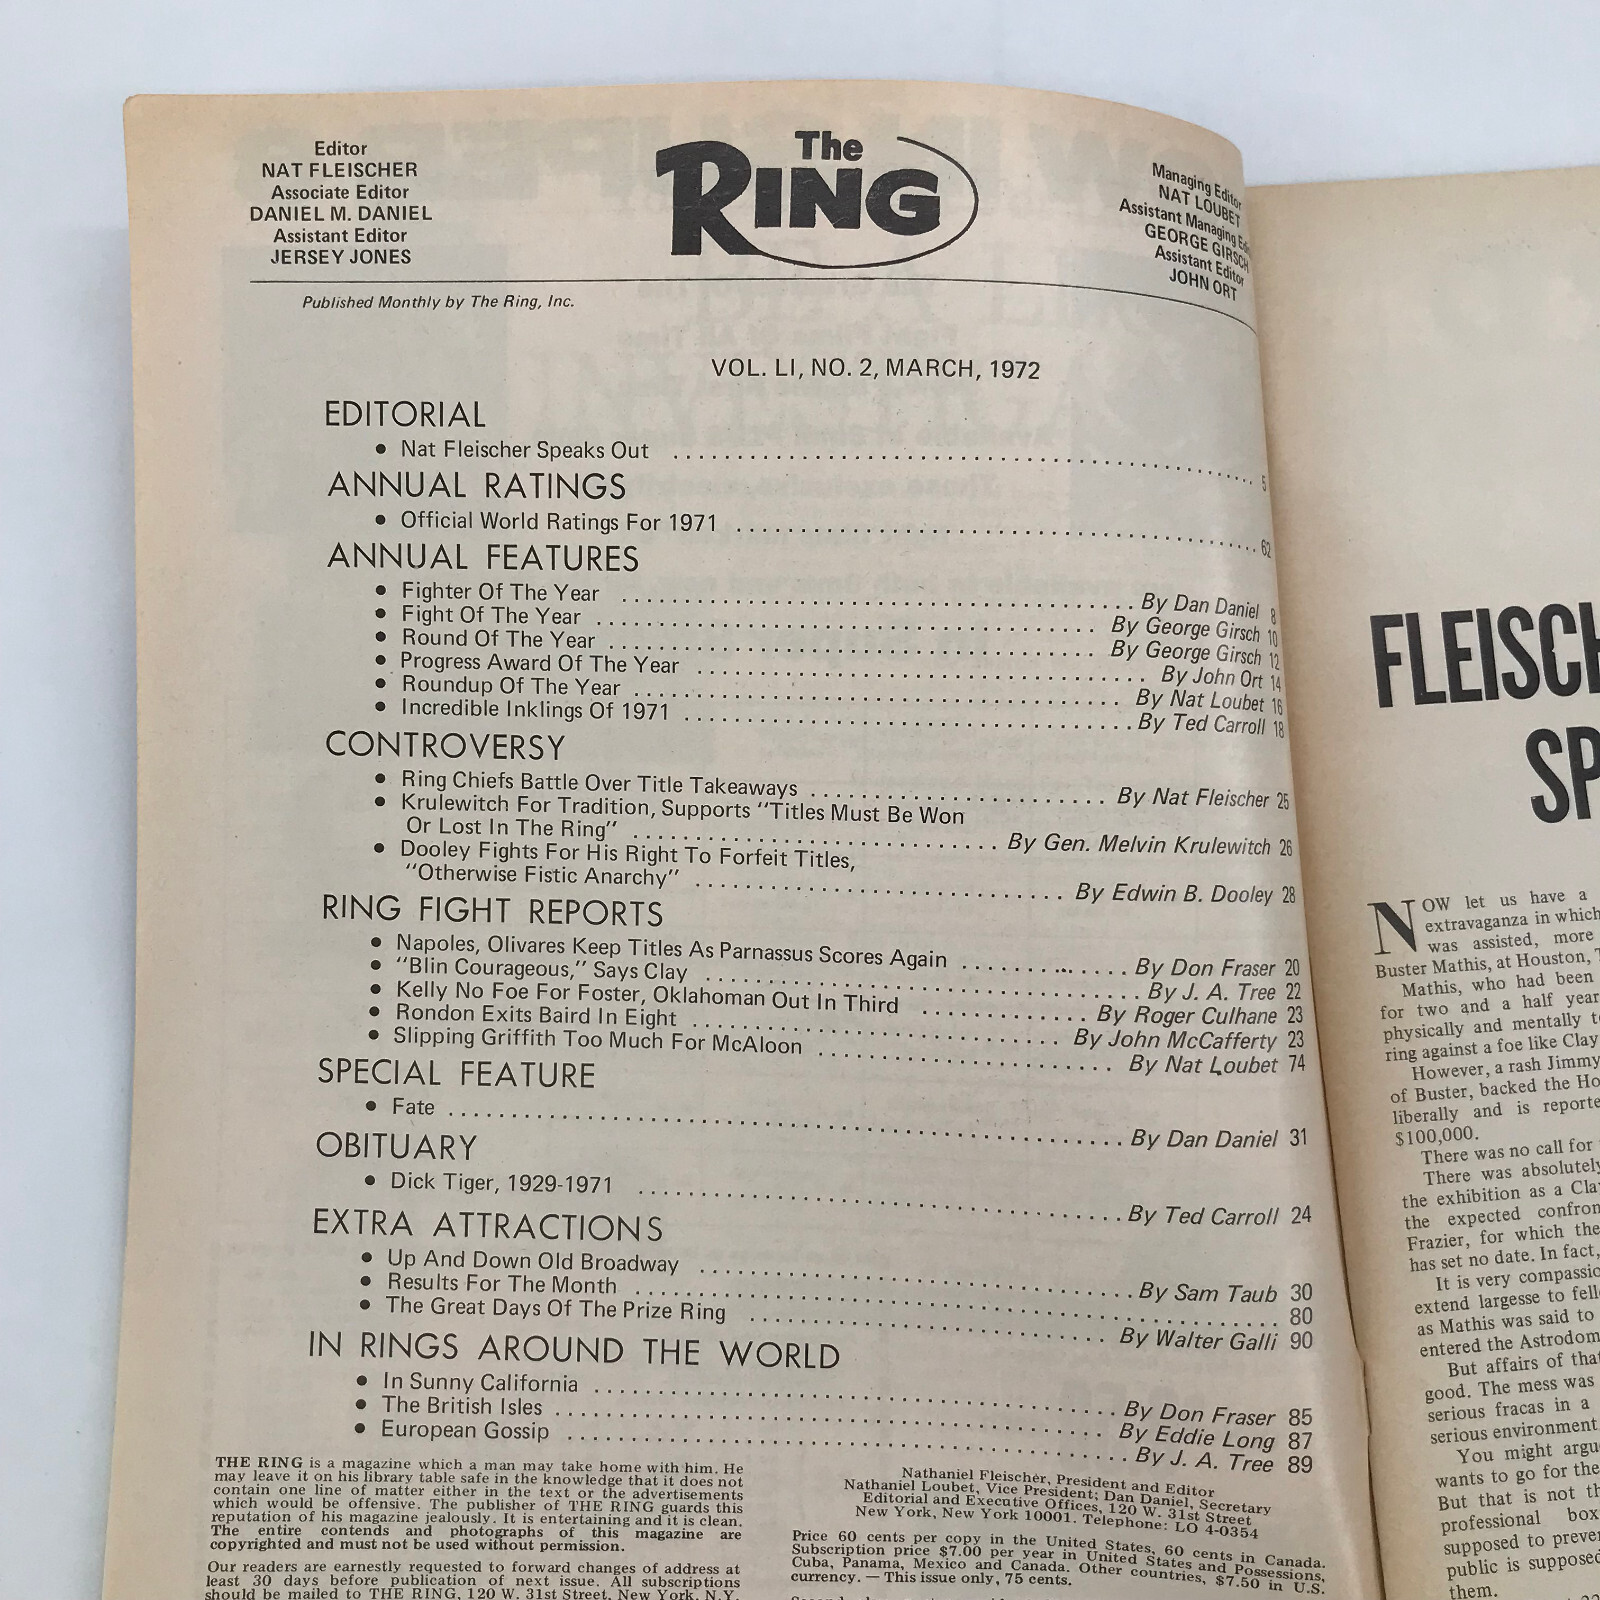 Editor
NAT FLEISCHER
Associate Editor
DANIEL M. DANIEL
Assistant Editor
JERSEY JONES
The
RING
Managing Editor
NAT LOUBET
Assistant Managing
GEORGE GIRSCH
Assistant Editor
JOHN ORT
Published Monthly by The Ring, Inc.
VOL. LI, NO. 2, MARCH, 1972
EDITORIAL
• Nat Fleischer Speaks Out 5
ANNUAL RATINGS
• Official World Ratings For 1971 62
ANNUAL FEATURES
• Fighter Of The Year By Dan Daniel 8
• Fight Of The Year By George Girsch 10
• Round Of The Year By George Girsch 12
• Progress Award Of The Year By John Ort 14
• Roundup Of The Year By Nat Loubet 16
• Incredible Inklings Of 1971 By Ted Carroll 18
CONTROVERSY
• Ring Chiefs Battle Over Title Takeaways By Nat Fleischer 25
• Krulewitch For Tradition, Supports "Titles Must Be Won
Or Lost In The Ring" By Gen. Melvin Krulewitch 26
• Dooley Fights For His Right To Forfeit Titles,
"Otherwise Fistic Anarchy" By Edwin B. Dooley 28
RING FIGHT REPORTS
• Napoles, Olivares Keep Titles As Parnassus Scores Again By Don Fraser 20
• "Blin Courageous," Says Clay By J. A. Tree 22
• Kelly No Foe For Foster, Oklahoman Out In Third By Roger Culhane 23
• Rondon Exits Baird In Eight By John McCafferty 23
• Slipping Griffith Too Much For McAloon By Nat Loubet 74
SPECIAL FEATURE
• Fate By Dan Daniel 31
OBITUARY
• Dick Tiger, 1929-1971 By Ted Carroll 24
EXTRA ATTRACTIONS
• Up And Down Old Broadway By Sam Taub 30
• Results For The Month 80
• The Great Days Of The Prize Ring By Walter Galli 90
IN RINGS AROUND THE WORLD
• In Sunny California By Don Fraser 85
• The British Isles By Eddie Long 87
• European Gossip By J. A. Tree 89
THE RING is a magazine which a man may take home with him. He
may leave it on his library table safe in the knowledge that it does not
contain one line of matter either in the text or the advertisements
which would be offensive. The publisher of THE RING guards this
reputation of his magazine jealously. It is entertaining and it is clean.
The entire contents and photographs of this magazine are
copyrighted and must not be used without permission.
Our readers are earnestly requested to forward changes of address at
least 30 days before publication of next issue. All subscriptions
should be mailed to THE RING, 120 W. 31st Street, New York, N.Y.
Nathaniel Fleischer, President and Editor
Nathaniel Loubet, Vice President; Dan Daniel, Secretary
Editorial and Executive Offices, 120 W. 31st Street
New York, New York 10001. Telephone: LO 4-0354
Price 60 cents per copy in the United States, 60 cents in Canada.
Subscription price $7.00 per year in United States and Possessions,
Cuba, Panama, Mexico and Canada. Other countries, $7.50 in U.S.
currency. — This issue only, 75 cents.
FLEISCH
SP
NOW let us have a
extravaganza in which
was assisted, more
Buster Mathis, at Houston,
Mathis, who had been
for two and a half year
physically and mentally
ring against a foe like Clay
However, a rash Jimmy
of Buster, backed the Ho
liberally and is reporte
$100,000.
There was no call for
There was absolutely
the exhibition as a Cla
the expected confron
Frazier, for which the
has set no date. In fact,
It is very compassio
extend largesse to fell
as Mathis was said to
entered the Astrodom
But affairs of that
good. The mess was
serious fracas in a
serious environment
You might argu
wants to go for the
But that is not th
professional box
supposed to preve
public is supposed
them.